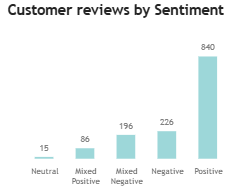 Customer reviews by Sentiment
840
226
196
86
15
Neutral Mixed Mixed Negative Positive
Positive Negative